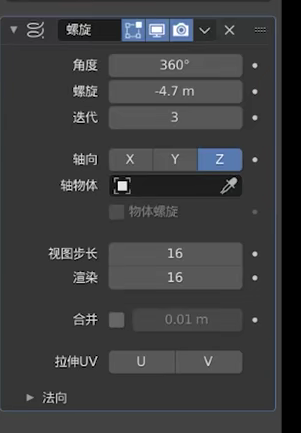 螺旋
角度 360°
螺旋 -4.7 m
迭代 3
轴向 X Y Z
轴物体
物体螺旋
视图步长 16
渲染 16
合并 0.01 m
拉伸UV U V
法向